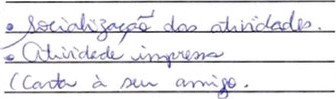 • Socialização das atividades.
• Atividade impressa
(Carta à seu amigo.